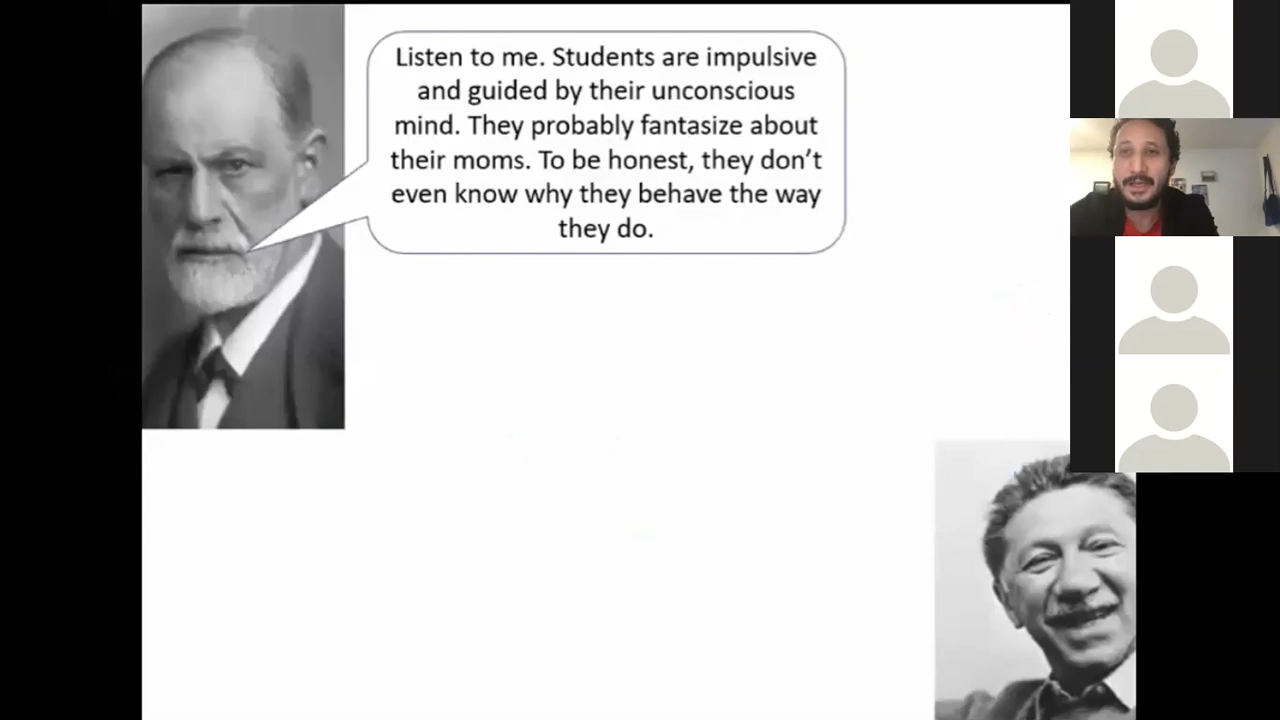 Listen to me. Students are impulsive
and guided by their unconscious
mind. They probably fantasize about
their moms. To be honest, they don’t
even know why they behave the way
they do.